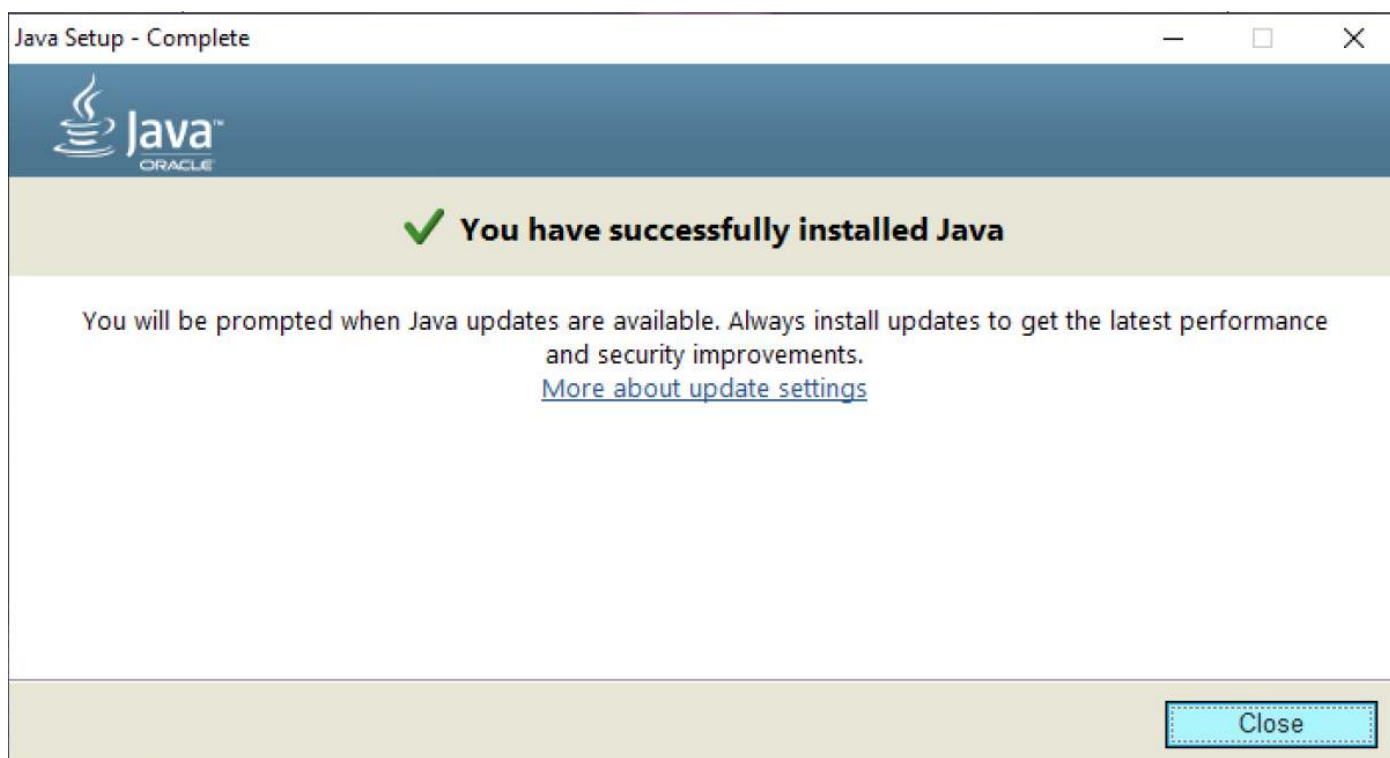 Java Setup - Complete
Java™
ORACLE
You have successfully installed Java
You will be prompted when Java updates are available. Always install updates to get the latest performance
and security improvements.
More about update settings
Close